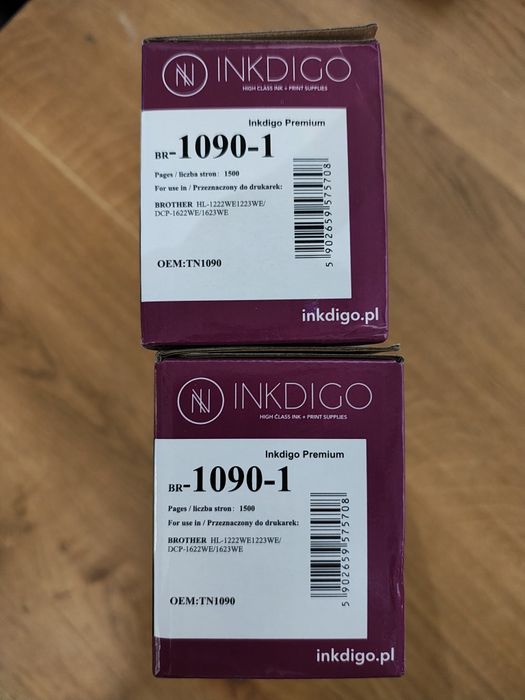 INKDIGO
HIGH CLASS INK + PRINT SUPPLIES
Inkdigo Premium
BR-1090-1
Pages / liczba stron: 1500
For use in / Przeznaczony do drukarek:
BROTHER HL-1222WE1223WE/
DCP-1622WE/1623WE
OEM:TN1090
5 902659 575708
inkdigo.pl
INKDIGO
HIGH CLASS INK + PRINT SUPPLIES
Inkdigo Premium
BR-1090-1
Pages / liczba stron: 1500
For use in / Przeznaczony do drukarek:
BROTHER HL-1222WE1223WE/
DCP-1622WE/1623WE
OEM:TN1090
5 902659 575708
inkdigo.pl